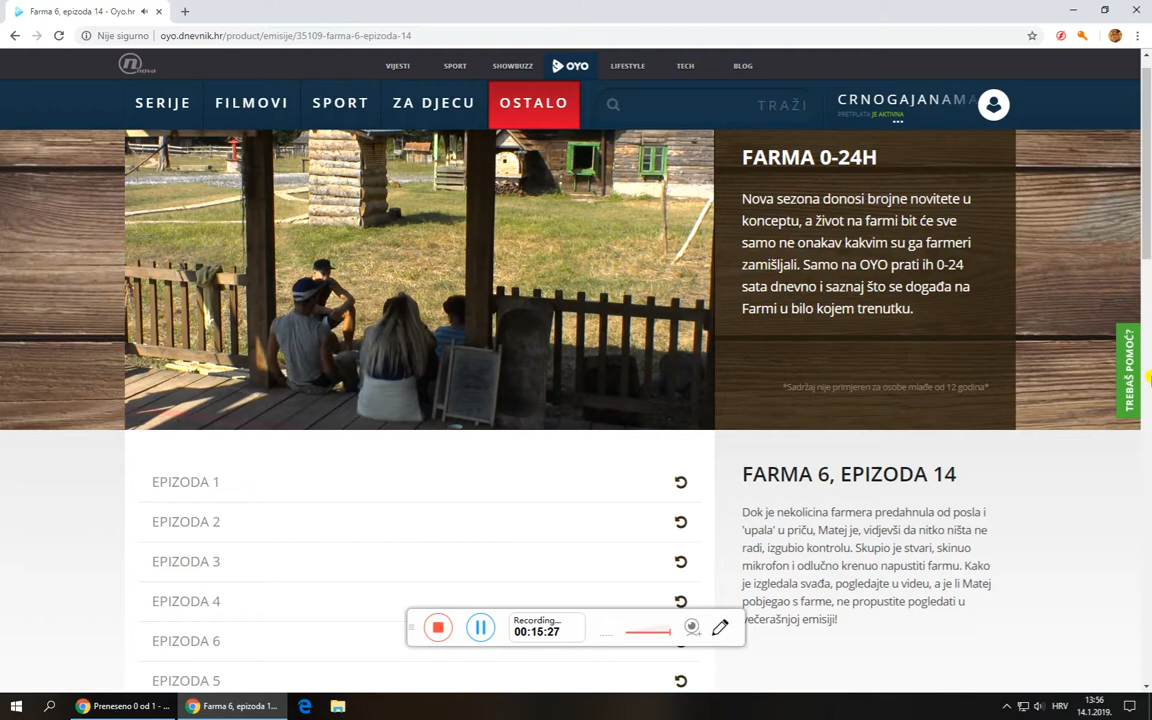 Farma 6, epizoda 14 - Oyo.hr
Nije sigurno
oyo.dnevnik.hr/product/emisije/35109-farma-6-epizoda-14
nova
VIJESTI
SPORT
SHOWBUZZ
OYO
LIFESTYLE
TECH
BLOG
SERIJE
FILMOVI
SPORT
ZA DJECU
OSTALO
TRAŽI
CRNOGAJANAMA
PRETPLATA JE AKTIVNA
FARMA 0-24H
Nova sezona donosi brojne novitete u
konceptu, a život na farmi bit će sve
samo ne onakav kakvim su ga farmeri
zamišljali. Samo na OYO prati ih 0-24
sata dnevno i saznaj što se događa na
Farmi u bilo kojem trenutku.
*Sadržaj nije primjeren za osobe mlađe od 12 godina*
TREBAŠ POMOĆ?
EPIZODA 1
EPIZODA 2
EPIZODA 3
EPIZODA 4
EPIZODA 6
EPIZODA 5
FARMA 6, EPIZODA 14
Dok je nekolicina farmera predahnula od posla i
'upala' u priču, Matej je, vidjevši da nitko ništa ne
radi, izgubio kontrolu. Skupio je stvari, skinuo
mikrofon i odlučno krenuo napustiti farmu. Kako
je izgledala svađa, pogledajte u videu, a je li Matej
pobjegao s farme, ne propustite pogledati u
večerašnjoj emisiji!
Recording...
00:15:27
Preneseno 0 od 1 - ...
Farma 6, epizoda 1...
HRV
13:56
14.1.2019.